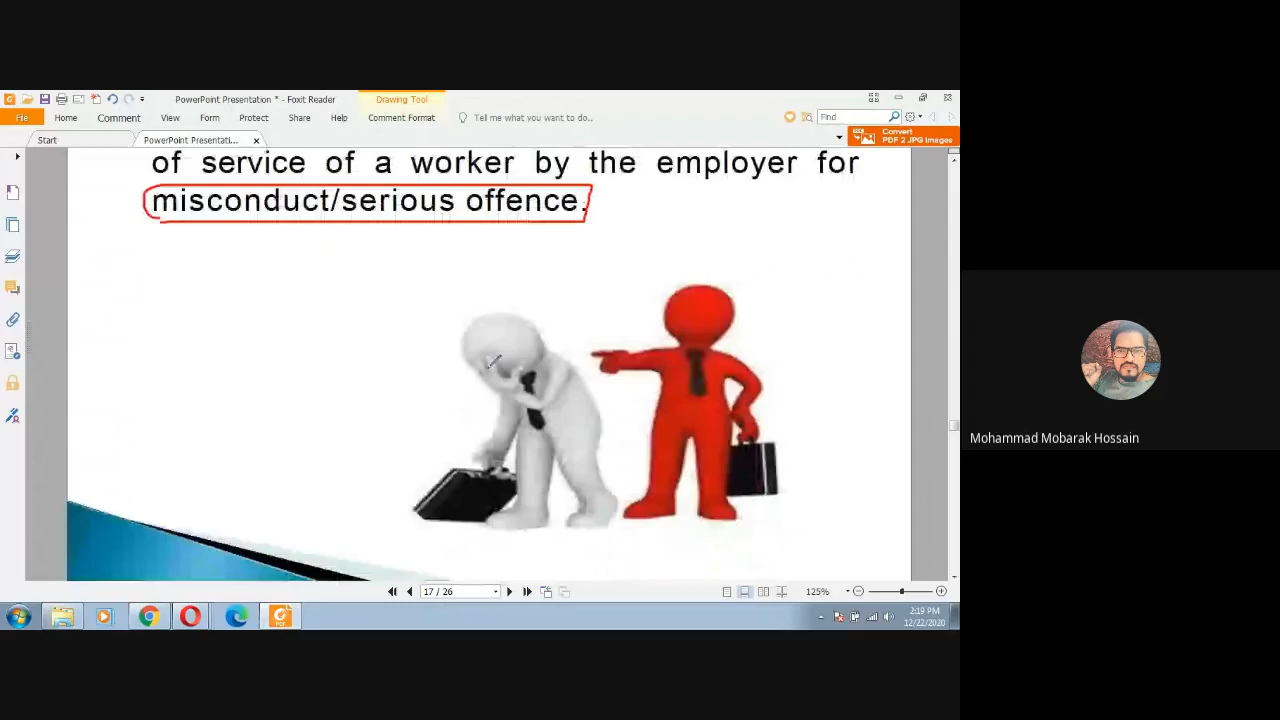 PowerPoint Presentation * - Foxit Reader
Drawing Tool
File
Home
Comment
View
Form
Protect
Share
Help
Comment Format
Tell me what you want to do..
Find
Convert
PDF 2 JPG Images
Start
PowerPoint Presentati...
of service of a worker by the employer for
misconduct/serious offence.
17 / 26
125%
2:19 PM
12/22/2020
Mohammad Mobarak Hossain